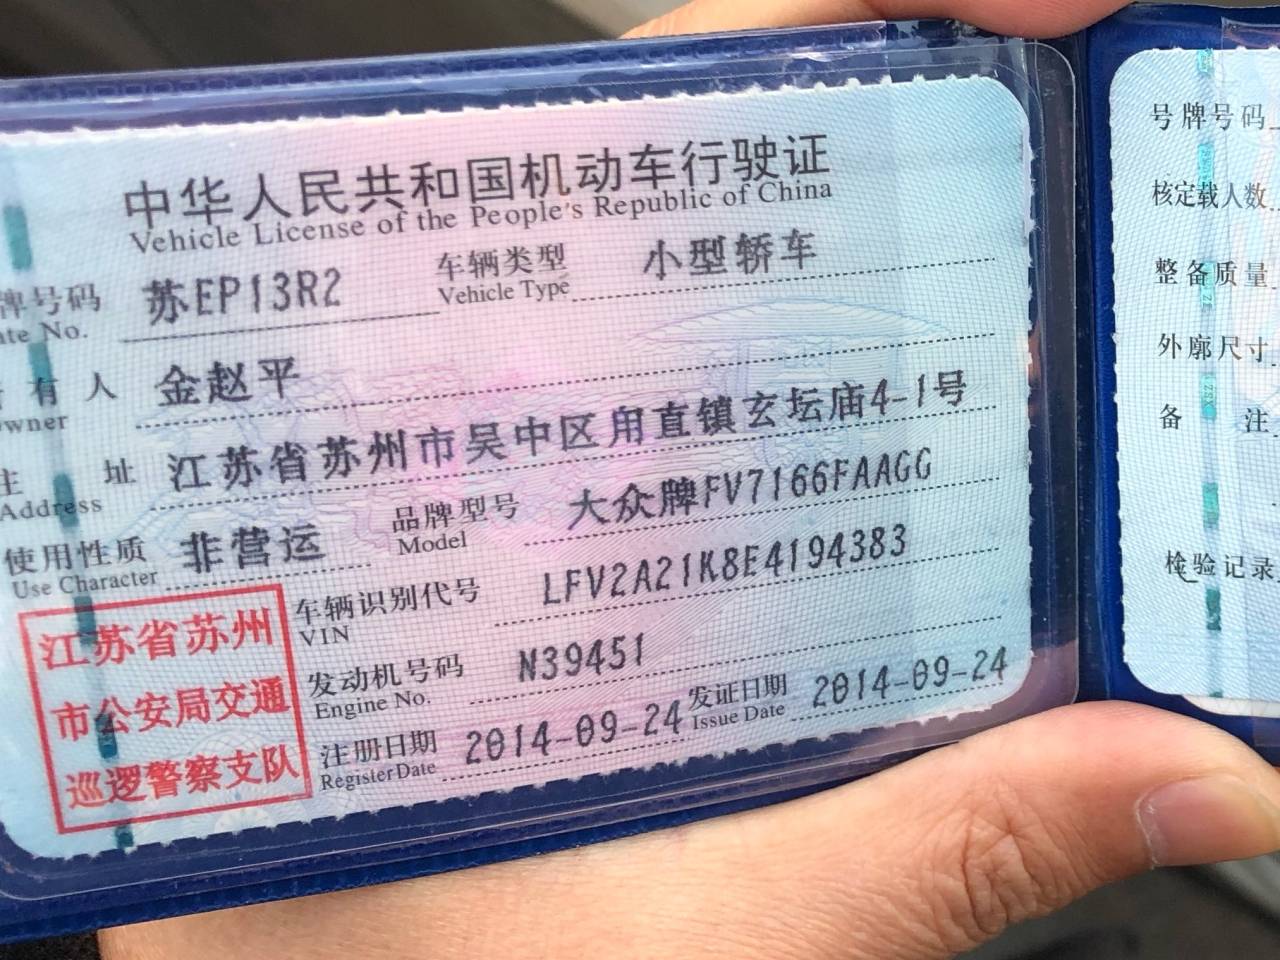 中华人民共和国机动车行驶证
Vehicle License of the People's Republic of China
牌号码 苏EP13R2 车辆类型 小型轿车
No. Vehicle Type
有人 金赵平
住址 江苏省苏州市吴中区甪直镇玄坛庙4-1号
Address
使用性质 非营运 品牌型号 大众牌FV7166FAAGG
Use Character Model
车辆识别代号 LFV2A21K8E4194383
VIN
发动机号码 N39451
Engine No.
注册日期 2014-09-24 发证日期 2014-09-24
Register Date Issue Date
江苏省苏州
市公安局交通
巡逻警察支队
号牌号码
核定载人数
整备质量
外廓尺寸
备注
检验记录